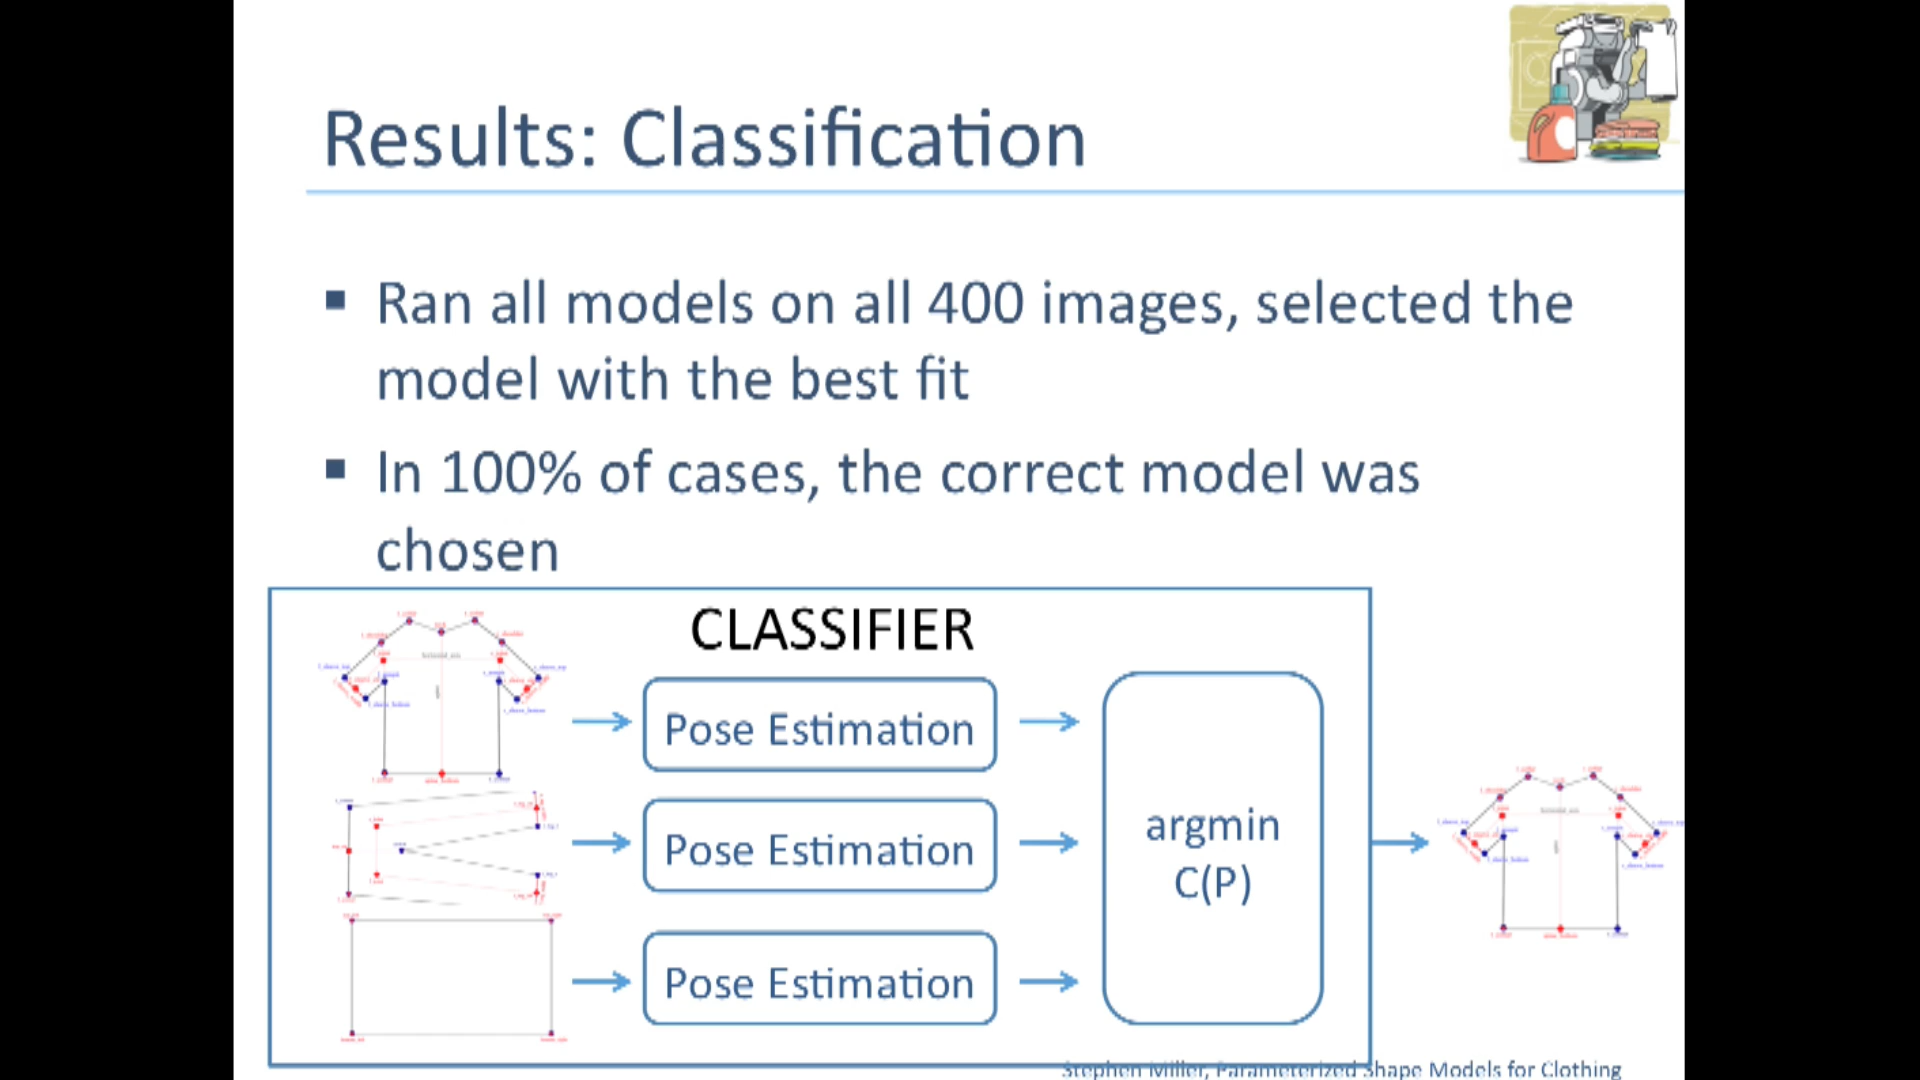 Results: Classification
▪ Ran all models on all 400 images, selected the
model with the best fit
▪ In 100% of cases, the correct model was
chosen
CLASSIFIER
Pose Estimation
Pose Estimation
Pose Estimation
argmin
C(P)
Stephen Miller, Parameterized Shape Models for Clothing